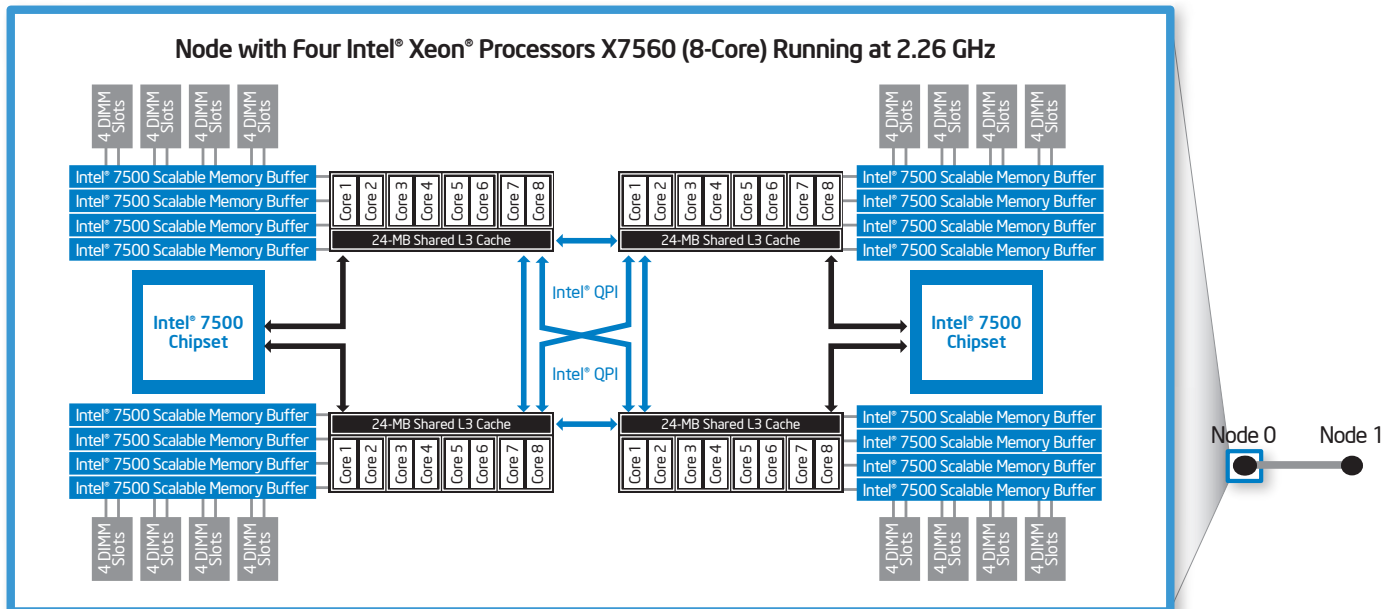 Node with Four Intel® Xeon® Processors X7560 (8-Core) Running at 2.26 GHz
4 DIMM
Slots
4 DIMM
Slots
4 DIMM
Slots
4 DIMM
Slots
4 DIMM
Slots
4 DIMM
Slots
4 DIMM
Slots
4 DIMM
Slots
Intel® 7500 Scalable Memory Buffer
Intel® 7500 Scalable Memory Buffer
Intel® 7500 Scalable Memory Buffer
Intel® 7500 Scalable Memory Buffer
Core 1
Core 2
Core 3
Core 4
Core 5
Core 6
Core 7
Core 8
24-MB Shared L3 Cache
Core 1
Core 2
Core 3
Core 4
Core 5
Core 6
Core 7
Core 8
24-MB Shared L3 Cache
Intel® 7500 Scalable Memory Buffer
Intel® 7500 Scalable Memory Buffer
Intel® 7500 Scalable Memory Buffer
Intel® 7500 Scalable Memory Buffer
Intel® 7500
Chipset
Intel® QPI
Intel® QPI
Intel® 7500
Chipset
Intel® 7500 Scalable Memory Buffer
Intel® 7500 Scalable Memory Buffer
Intel® 7500 Scalable Memory Buffer
Intel® 7500 Scalable Memory Buffer
24-MB Shared L3 Cache
Core 1
Core 2
Core 3
Core 4
Core 5
Core 6
Core 7
Core 8
24-MB Shared L3 Cache
Core 1
Core 2
Core 3
Core 4
Core 5
Core 6
Core 7
Core 8
Intel® 7500 Scalable Memory Buffer
Intel® 7500 Scalable Memory Buffer
Intel® 7500 Scalable Memory Buffer
Intel® 7500 Scalable Memory Buffer
4 DIMM
Slots
4 DIMM
Slots
4 DIMM
Slots
4 DIMM
Slots
4 DIMM
Slots
4 DIMM
Slots
4 DIMM
Slots
4 DIMM
Slots
Node 0
Node 1